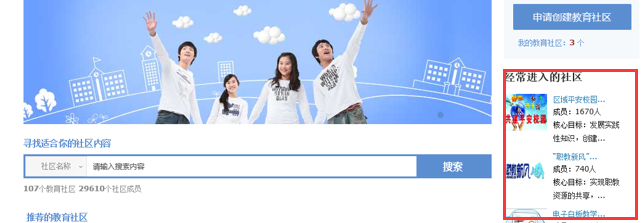 申请创建教育社区
我的教育社区：3 个
经常进入的社区
区域平安校园...
成员：1670人
核心目标：发展实践
性知识，创建...
"职教新风"...
成员：740人
核心目标：实现职教
资源的共享，...
电子白板教学...
寻找适合你的社区内容
社区名称
请输入搜索内容
搜索
107个教育社区 29610个社区成员
推荐的教育社区